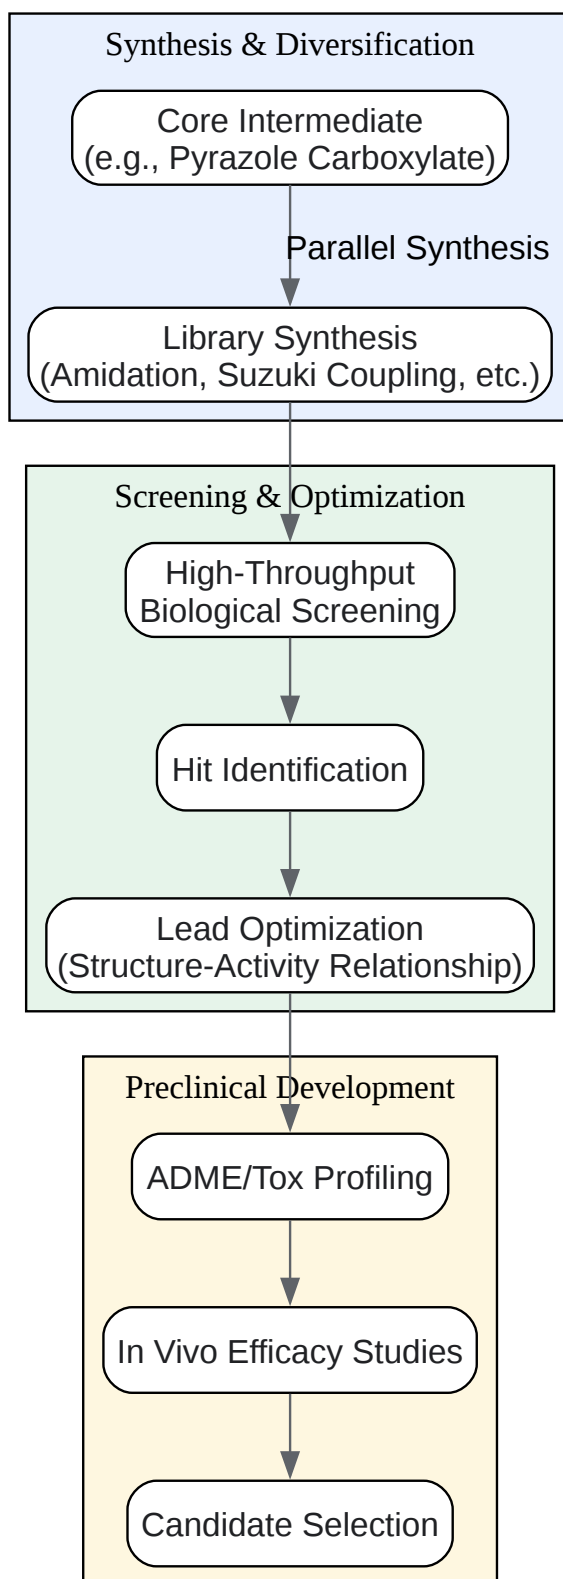 Synthesis & Diversification
Core Intermediate
(e.g., Pyrazole Carboxylate)
Parallel Synthesis
Library Synthesis
(Amidation, Suzuki Coupling, etc.)
Screening & Optimization
High-Throughput
Biological Screening
Hit Identification
Lead Optimization
(Structure-Activity Relationship)
Preclinical Development
ADME/Tox Profiling
In Vivo Efficacy Studies
Candidate Selection